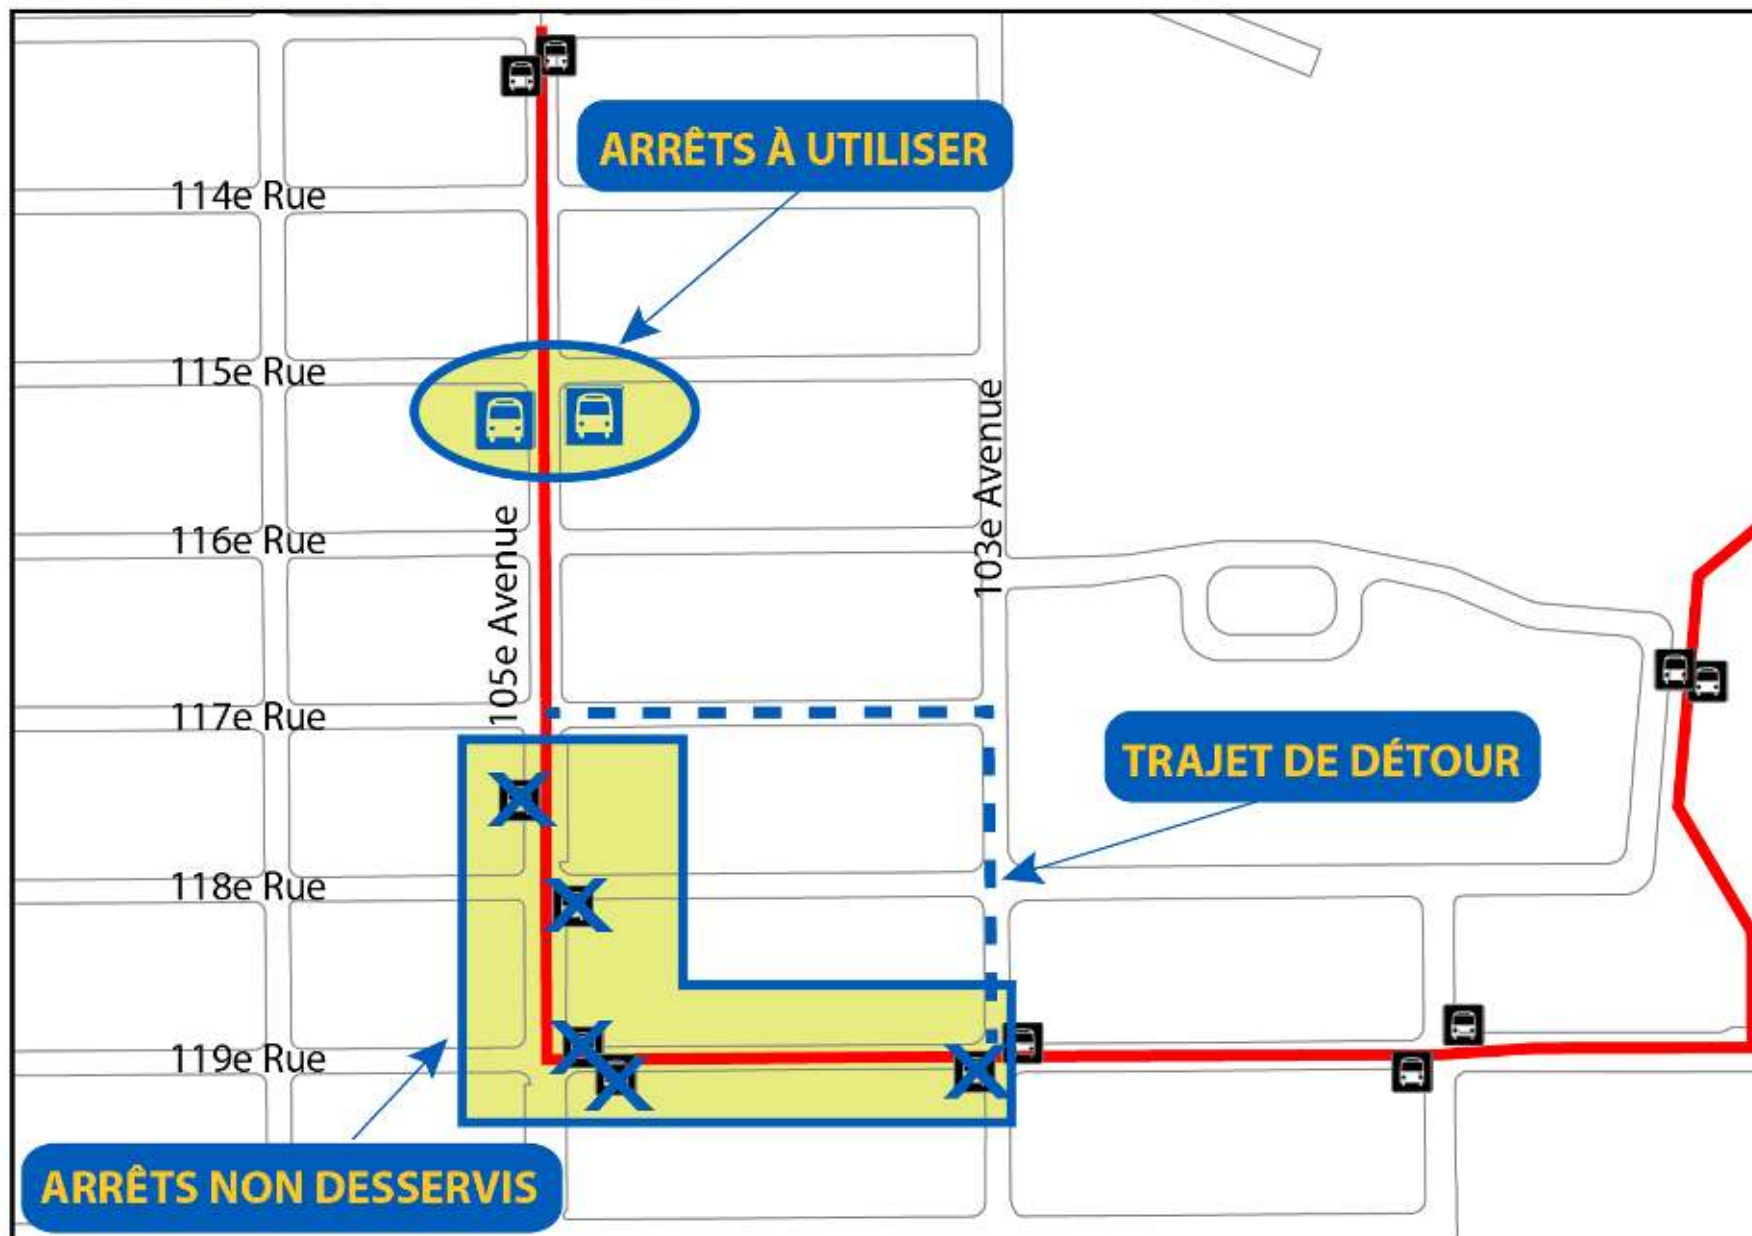 ARRÊTS À UTILISER
114e Rue
115e Rue
103e Avenue
116e Rue
105e Avenue
117e Rue
TRAJET DE DÉTOUR
118e Rue
119e Rue
ARRÊTS NON DESSERVIS